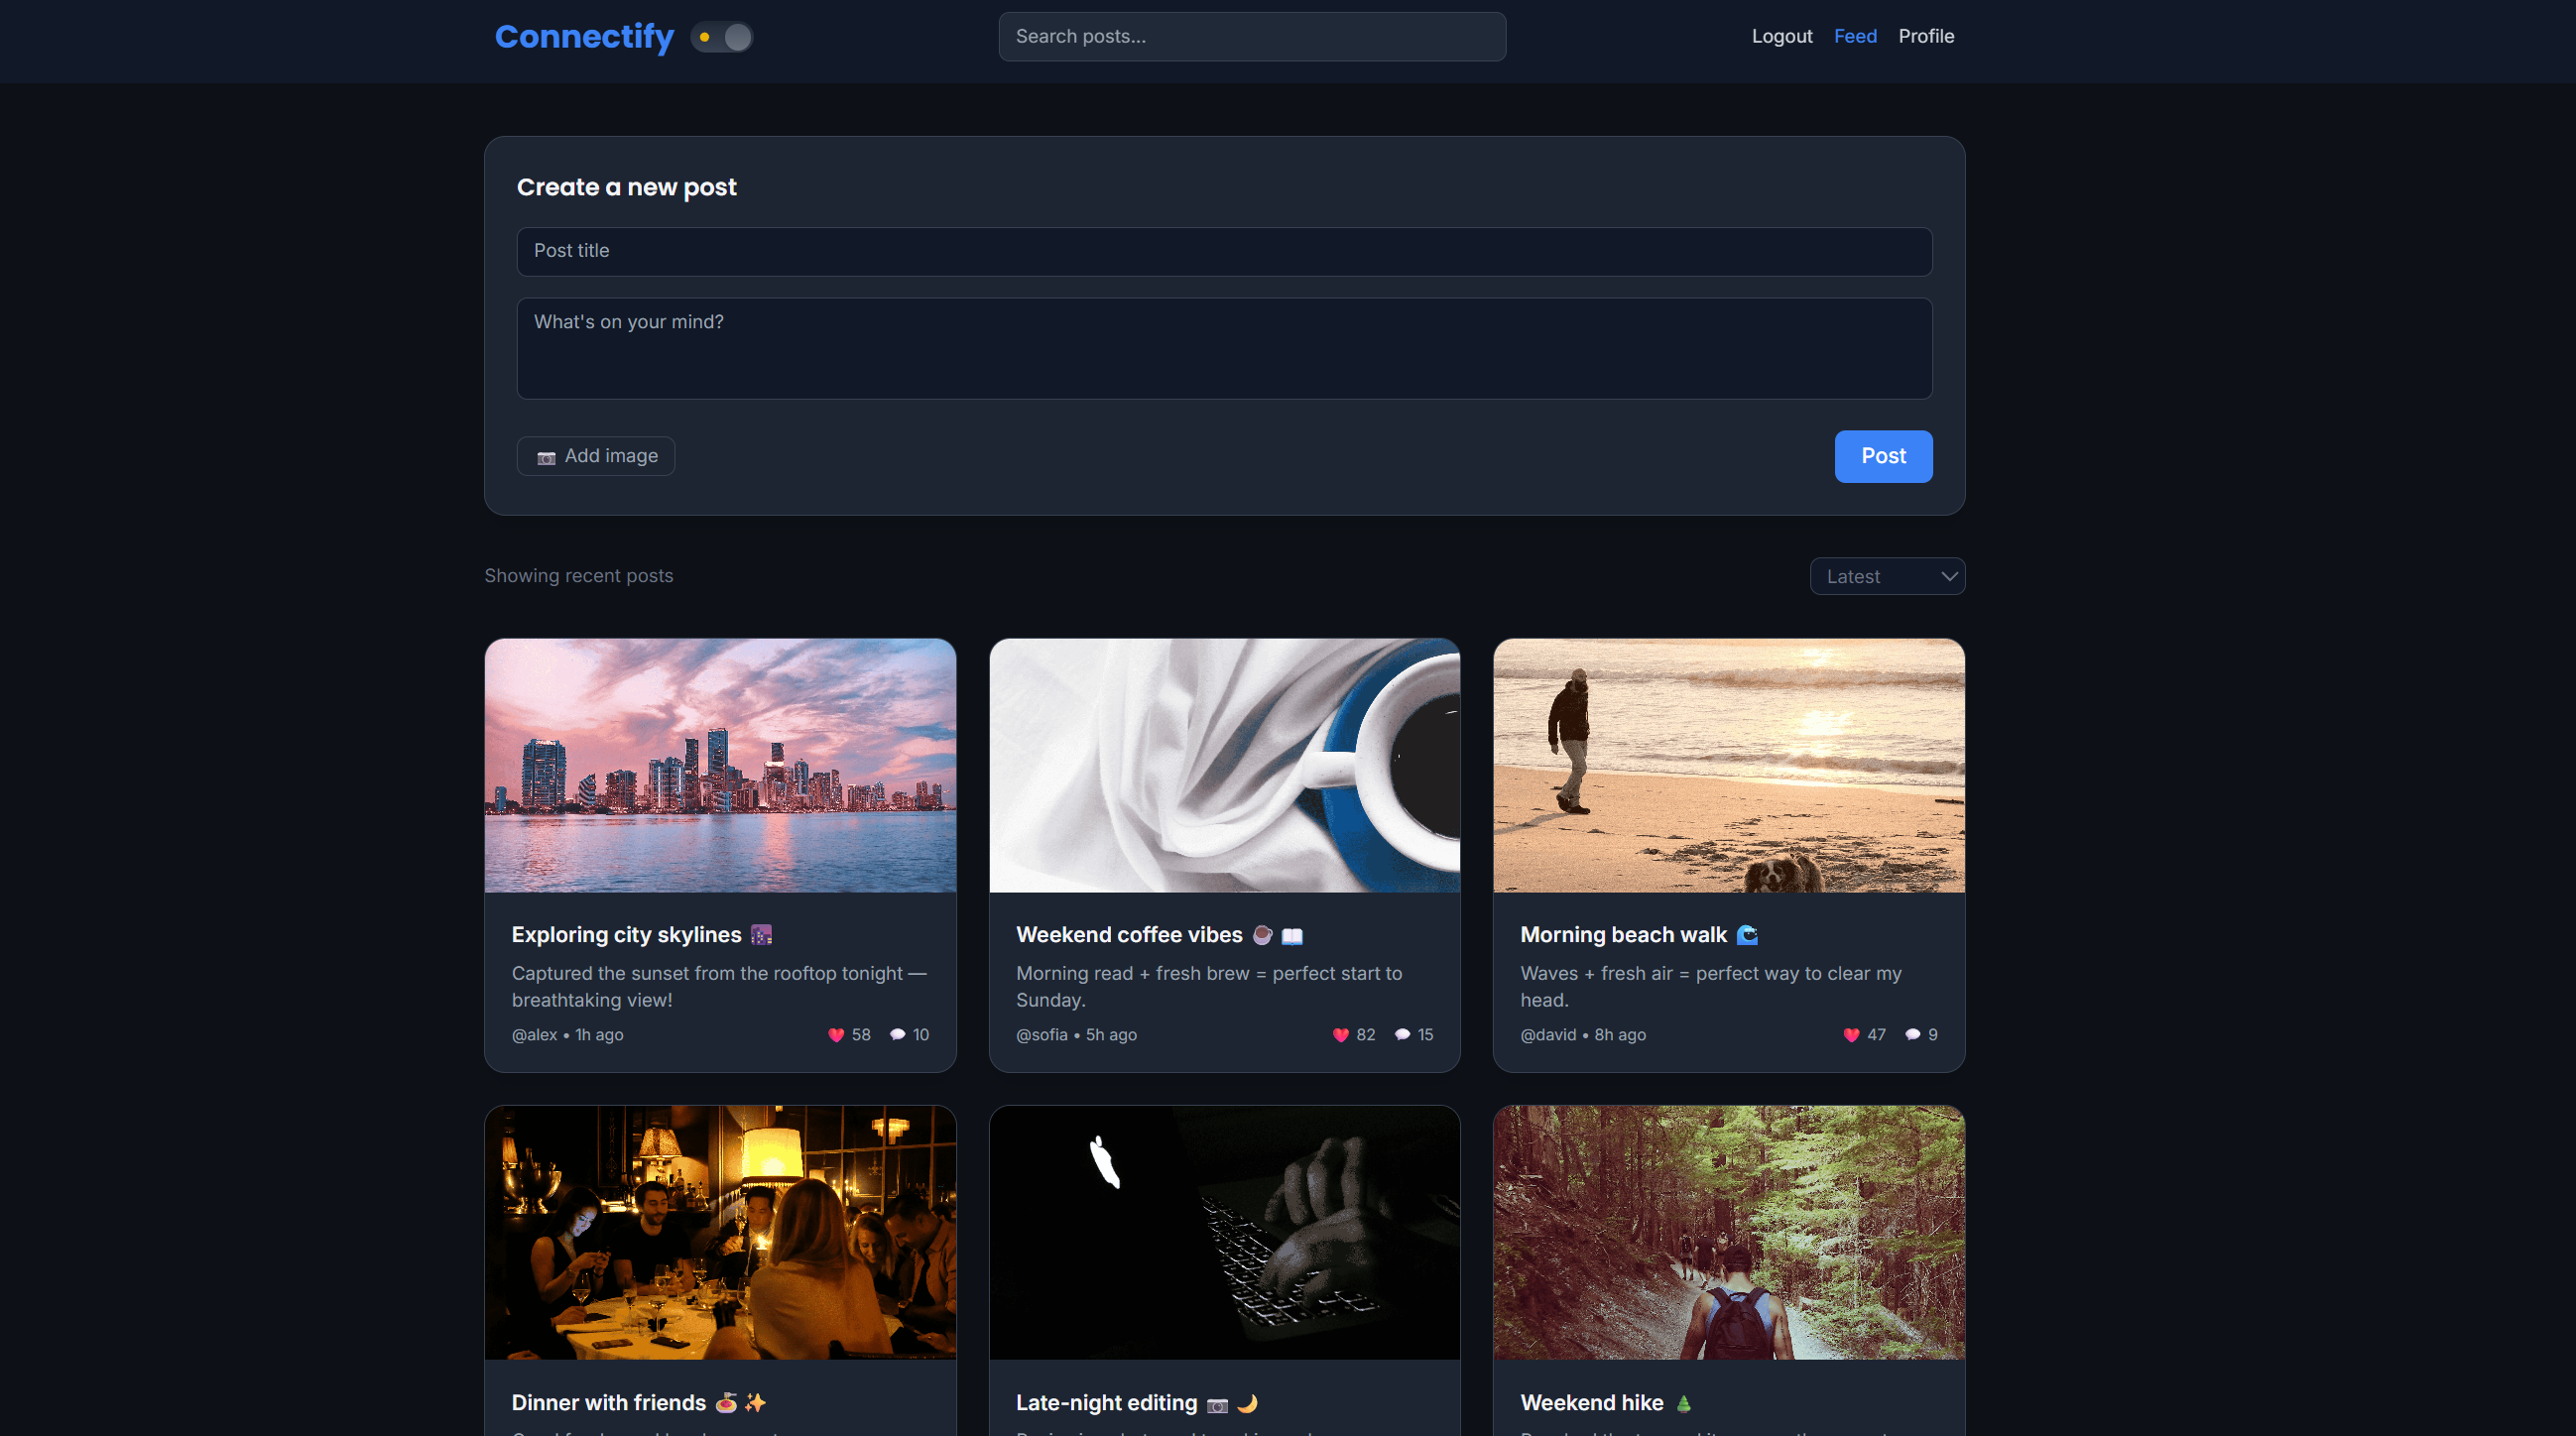 Connectify
Search posts...
Logout Feed Profile
Create a new post
Post title
What's on your mind?
📷 Add image
Post
Showing recent posts
Latest
Exploring city skylines 🌆
Captured the sunset from the rooftop tonight —
breathtaking view!
@alex • 1h ago ❤️ 58 💬 10
Weekend coffee vibes ☕ 📖
Morning read + fresh brew = perfect start to
Sunday.
@sofia • 5h ago ❤️ 82 💬 15
Morning beach walk 🌊
Waves + fresh air = perfect way to clear my
head.
@david • 8h ago ❤️ 47 💬 9
Dinner with friends 🍝 ✨
Late-night editing 📷 🌙
Weekend hike 🌲